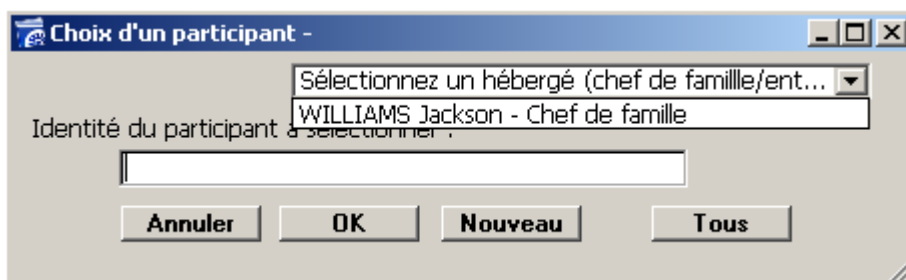 Choix d'un participant -
Sélectionnez un hébergé (chef de famillle/ent...
WILLIAMS Jackson - Chef de famille
Identité du participant à sélectionner :
Annuler OK Nouveau Tous